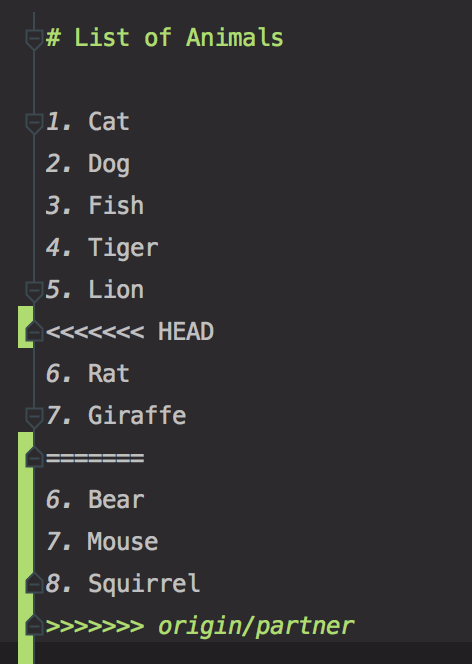 # List of Animals
1. Cat
2. Dog
3. Fish
4. Tiger
5. Lion
<<<<<<< HEAD
6. Rat
7. Giraffe
=======
6. Bear
7. Mouse
8. Squirrel
>>>>>>> origin/partner